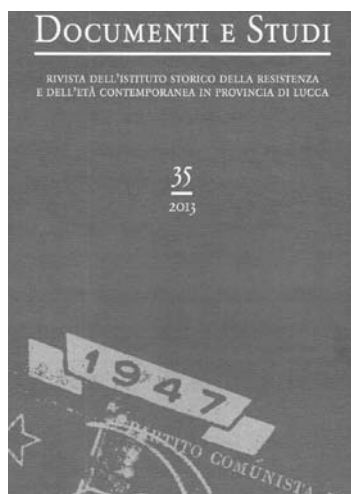 DOCUMENTI E STUDI
RIVISTA DELL'ISTITUTO STORICO DELLA RESISTENZA
E DELL'ETÀ CONTEMPORANEA IN PROVINCIA DI LUCCA
35
2013
1947
PARTITO COMUNISTA